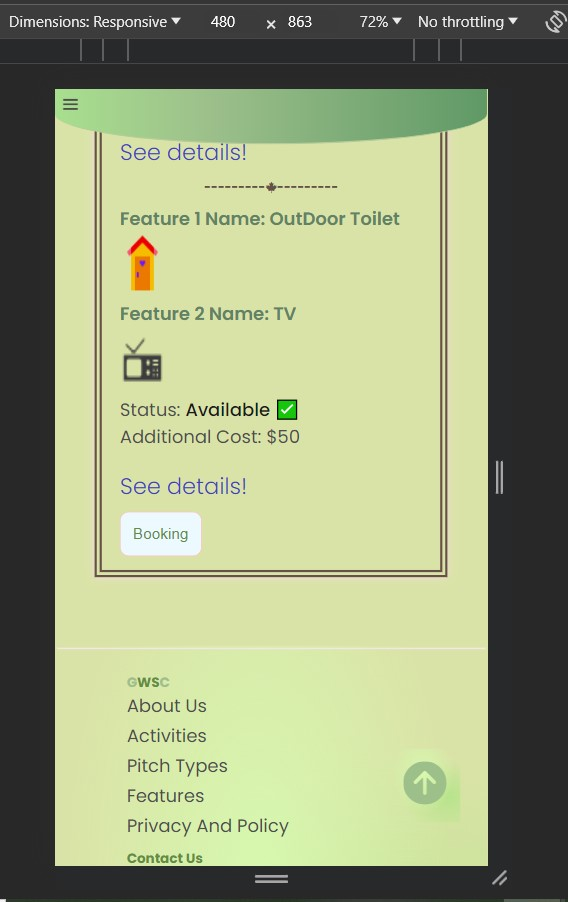 Dimensions: Responsive 480 × 863 72% No throttling
See details!
Feature 1 Name: OutDoor Toilet
Feature 2 Name: TV
Status: Available ✅
Additional Cost: $50
See details!
Booking
GWSC
About Us
Activities
Pitch Types
Features
Privacy And Policy
Contact Us